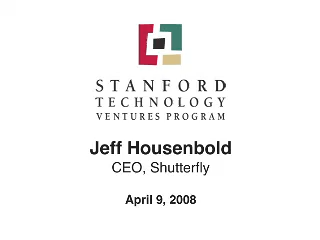 STANFORD
TECHNOLOGY
VENTURES PROGRAM
Jeff Housenbold
CEO, Shutterfly
April 9, 2008